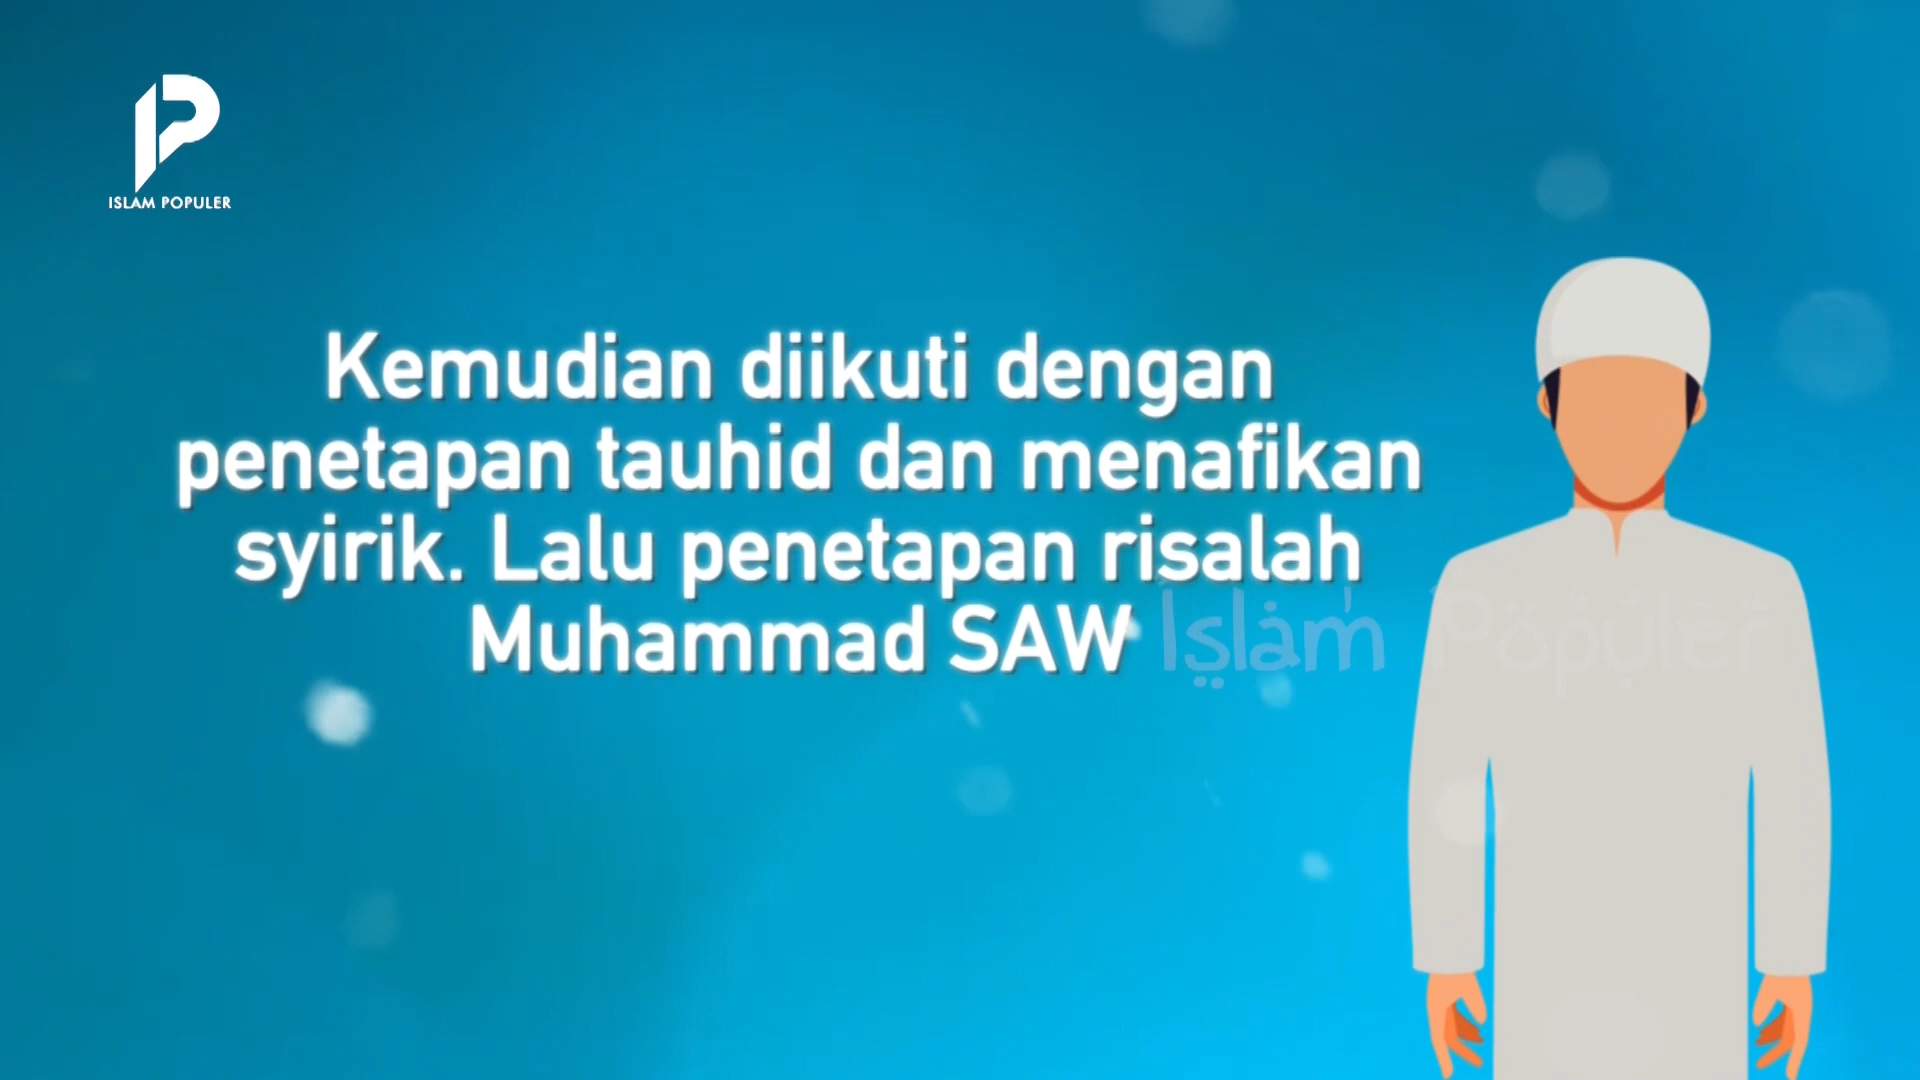 ISLAM POPULER
Kemudian diikuti dengan
penetapan tauhid dan menafikan
syirik. Lalu penetapan risalah
Muhammad SAW
Islam Populer